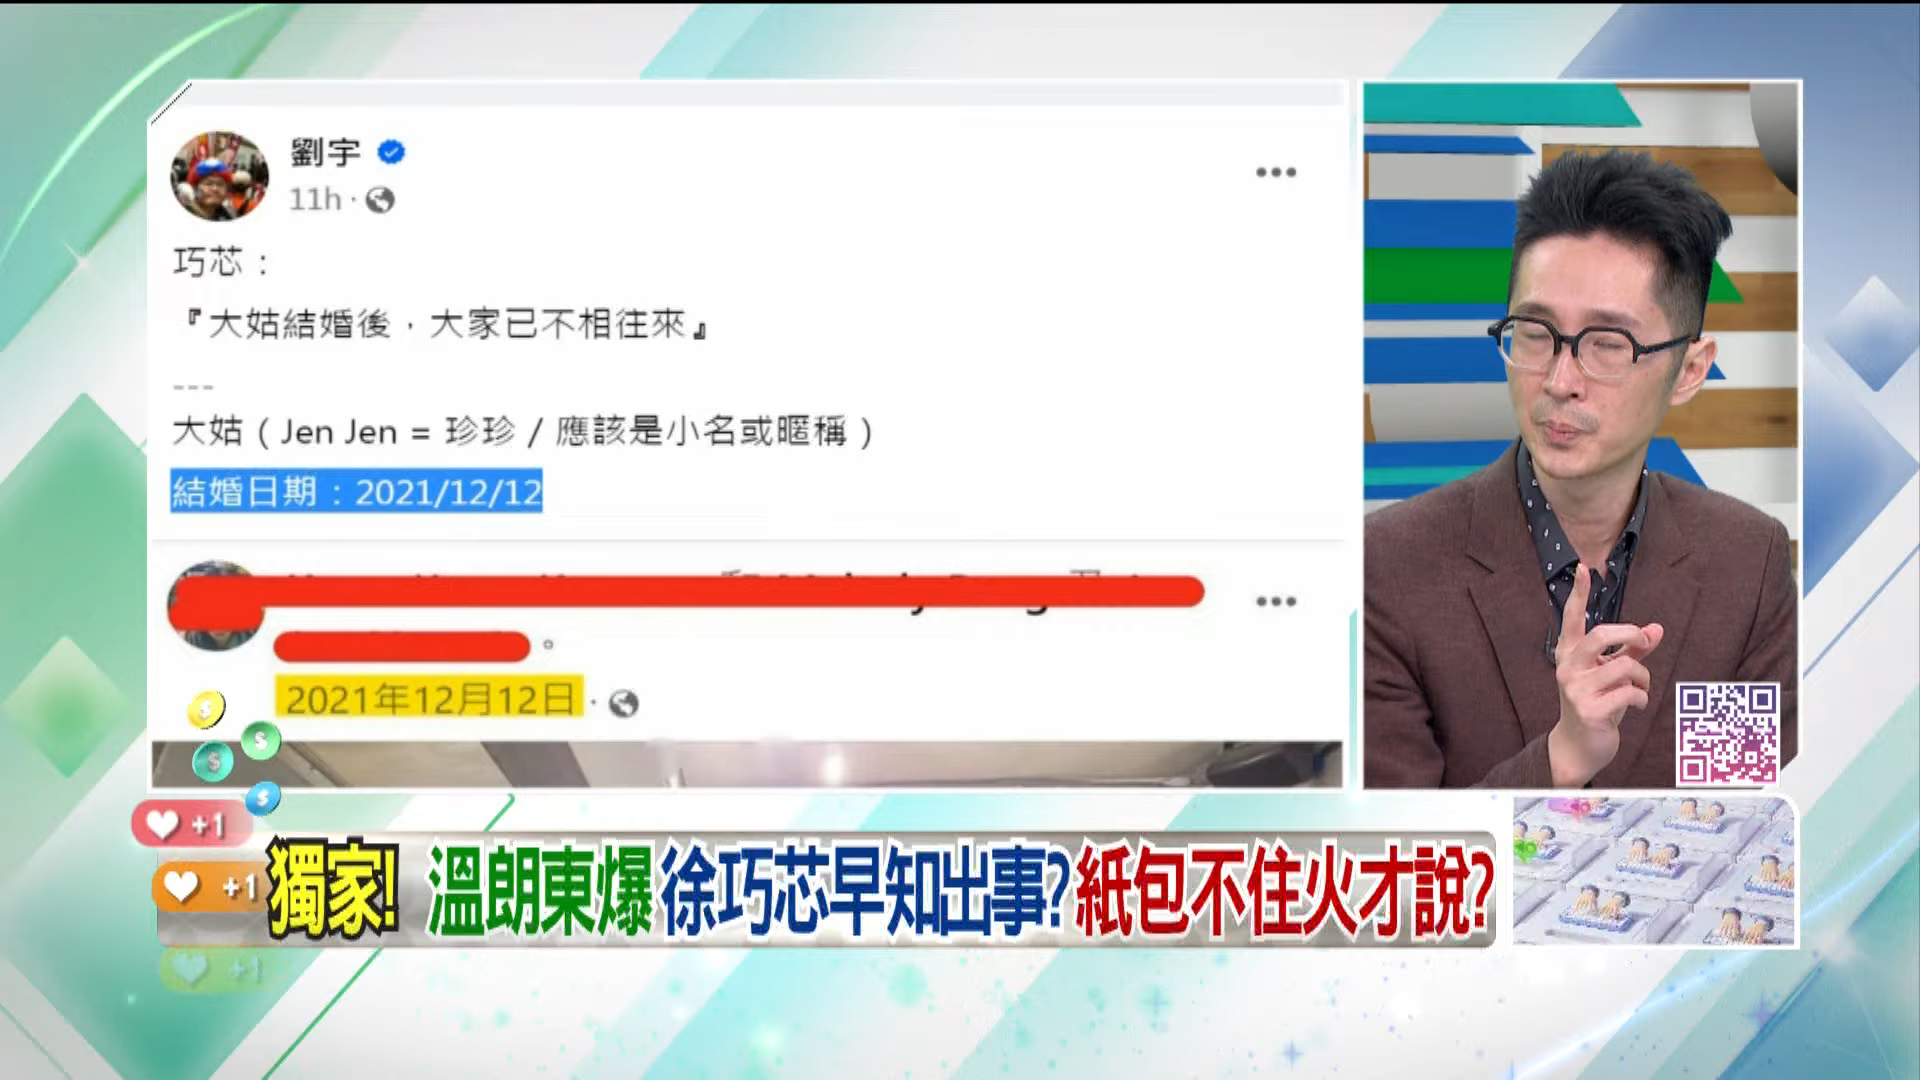 劉宇
11h
巧芯：
『大姑結婚後，大家已不相往來』
---
大姑（Jen Jen = 珍珍 / 應該是小名或暱稱）
結婚日期：2021/12/12
2021年12月12日
+1
+1
+1
獨家! 溫朗東爆徐巧芯早知出事?紙包不住火才說?